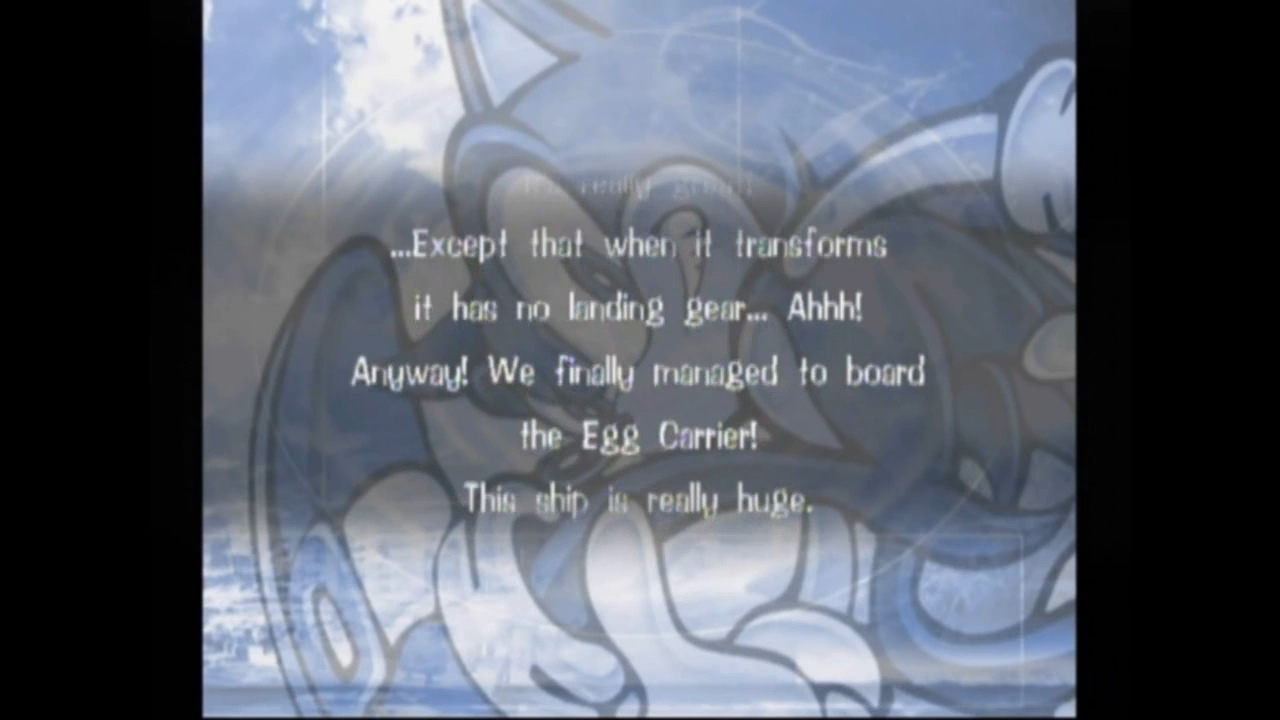 really
...Except that when it transforms
it has no landing gear... Ahhh!
Anyway! We finally managed to board
the Egg Carrier!
This ship is really huge.